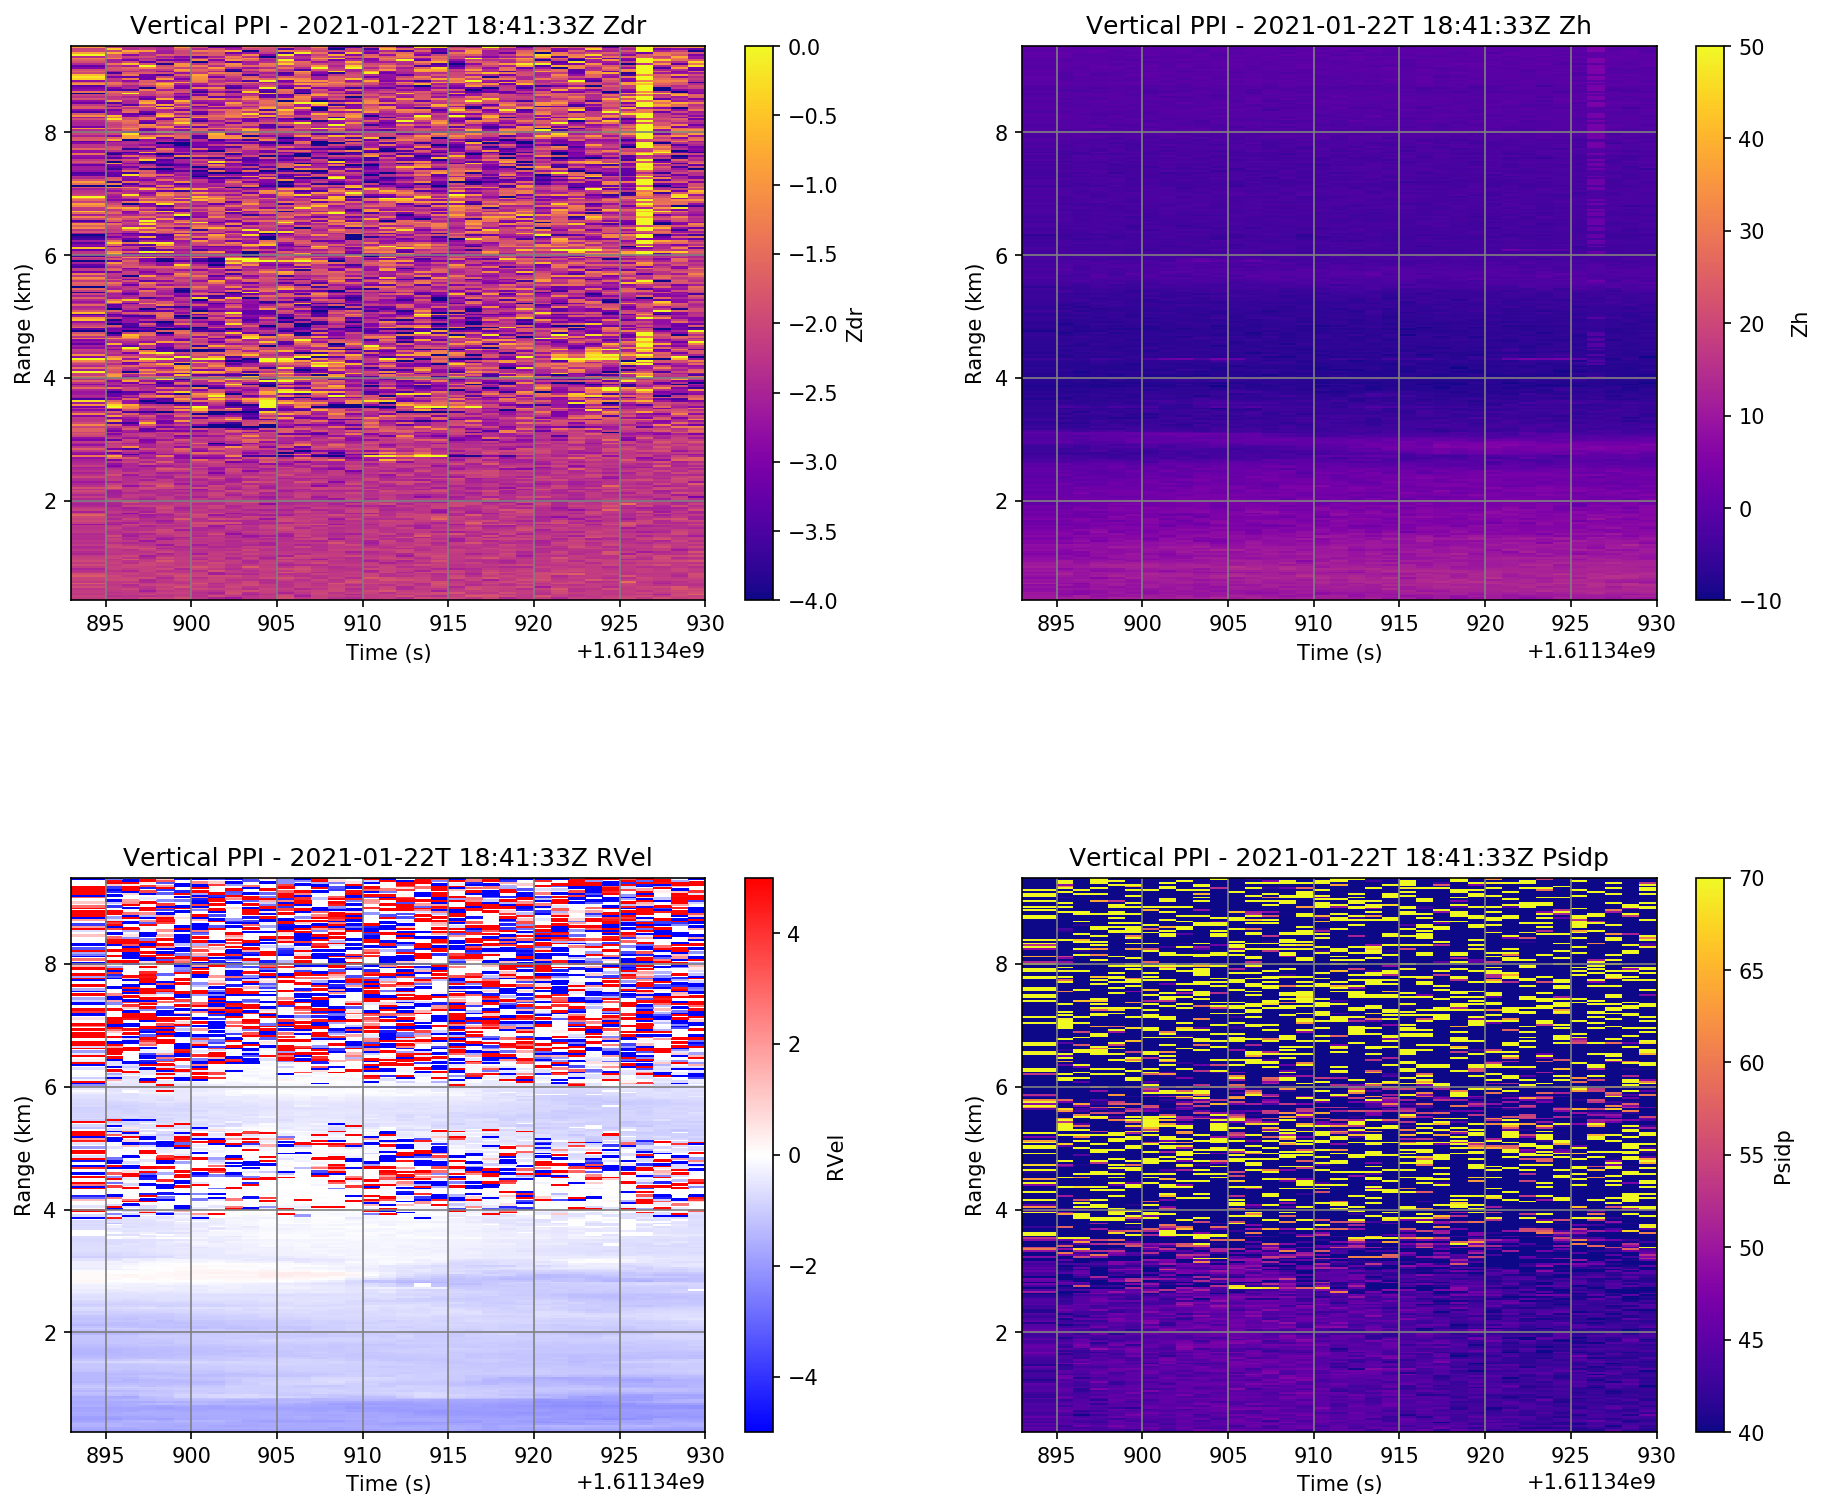 Vertical PPI - 2021-01-22T 18:41:33Z Zdr
Range (km)
8
6
4
2
895 900 905 910 915 920 925 930
Time (s)
+1.61134e9
0.0
−0.5
−1.0
−1.5
−2.0
−2.5
−3.0
−3.5
−4.0
Zdr
Vertical PPI - 2021-01-22T 18:41:33Z Zh
Range (km)
8
6
4
2
895 900 905 910 915 920 925 930
Time (s)
+1.61134e9
50
40
30
20
10
0
−10
Zh
Vertical PPI - 2021-01-22T 18:41:33Z RVel
Range (km)
8
6
4
2
895 900 905 910 915 920 925 930
Time (s)
+1.61134e9
4
2
0
−2
−4
RVel
Vertical PPI - 2021-01-22T 18:41:33Z Psidp
Range (km)
8
6
4
2
895 900 905 910 915 920 925 930
Time (s)
+1.61134e9
70
65
60
55
50
45
40
Psidp